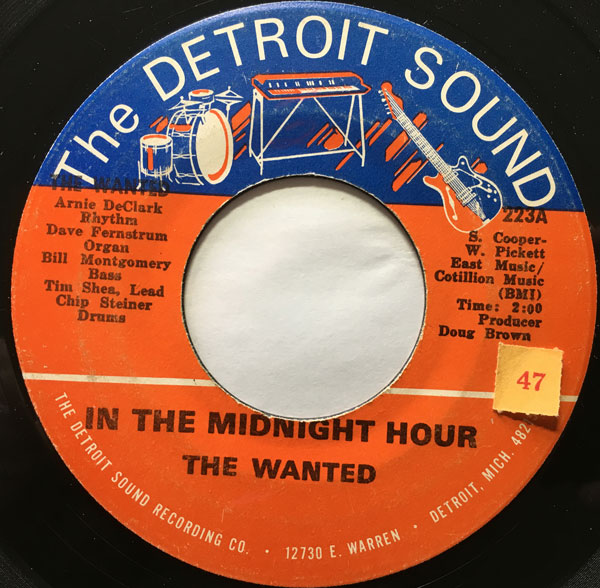 The DETROIT SOUND
THE WANTED
Arnie DeClark
Rhythm
Dave Fernstrum
Organ
Bill Montgomery
Bass
Tim Shea, Lead
Chip Steiner
Drums
223A
S. Cooper-
W. Pickett
East Music/
Cotillion Music
(BMI)
Time: 2:00
Producer
Doug Brown
47
IN THE MIDNIGHT HOUR
THE WANTED
THE DETROIT SOUND RECORDING CO. • 12730 E. WARREN • DETROIT, MICH. 482